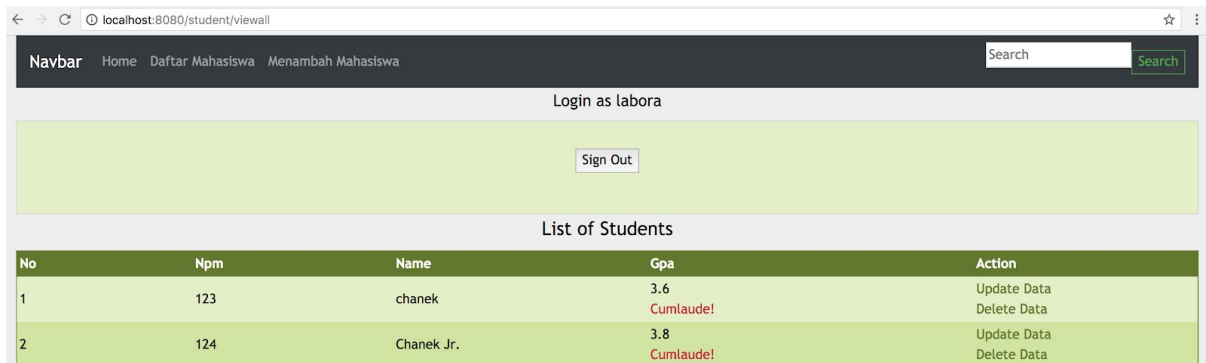 localhost:8080/student/viewall
Navbar Home Daftar Mahasiswa Menambah Mahasiswa Search Search
Login as labora
Sign Out
List of Students
No Npm Name Gpa Action
1 123 chanek 3.6 Update Data
Cumlaude! Delete Data
2 124 Chanek Jr. 3.8 Update Data
Cumlaude! Delete Data